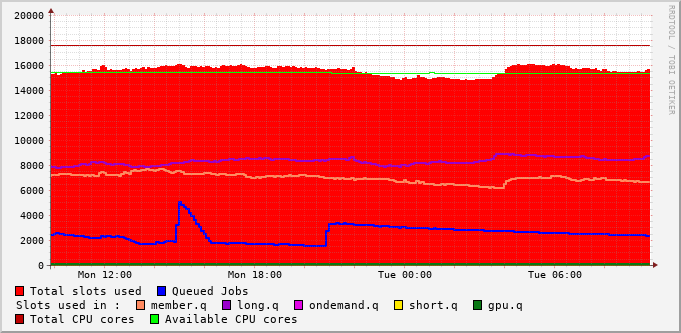 RRDTOOL / TOBI OETIKER
20000
18000
16000
14000
12000
10000
8000
6000
4000
2000
0
Mon 12:00 Mon 18:00 Tue 00:00 Tue 06:00
Total slots used Queued Jobs
Slots used in : member.q long.q ondemand.q short.q gpu.q
Total CPU cores Available CPU cores